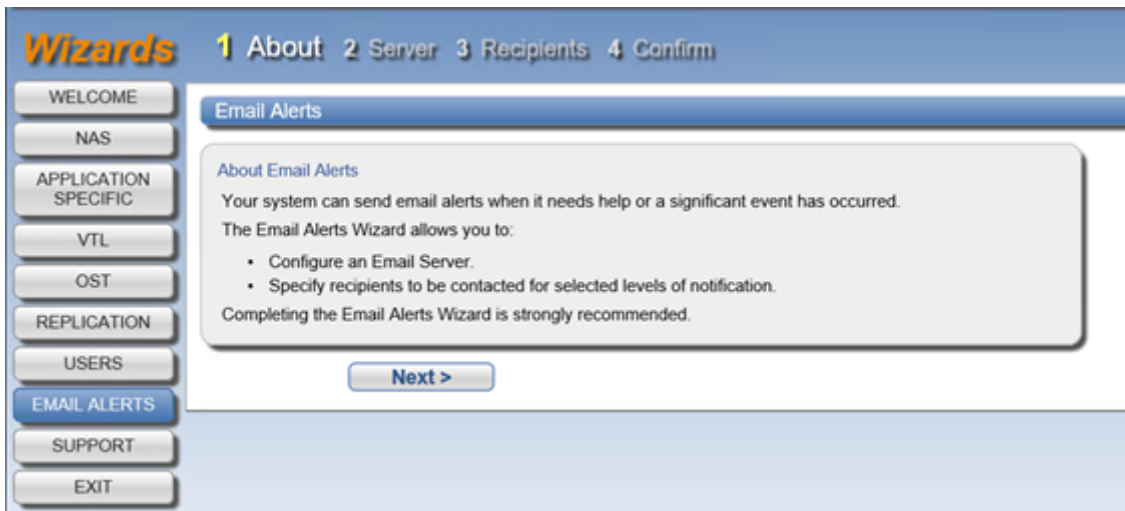 Wizards
1 About 2 Server 3 Recipients 4 Confirm
WELCOME
NAS
APPLICATION
SPECIFIC
VTL
OST
REPLICATION
USERS
EMAIL ALERTS
SUPPORT
EXIT
Email Alerts
About Email Alerts
Your system can send email alerts when it needs help or a significant event has occurred.
The Email Alerts Wizard allows you to:
• Configure an Email Server.
• Specify recipients to be contacted for selected levels of notification.
Completing the Email Alerts Wizard is strongly recommended.
Next >